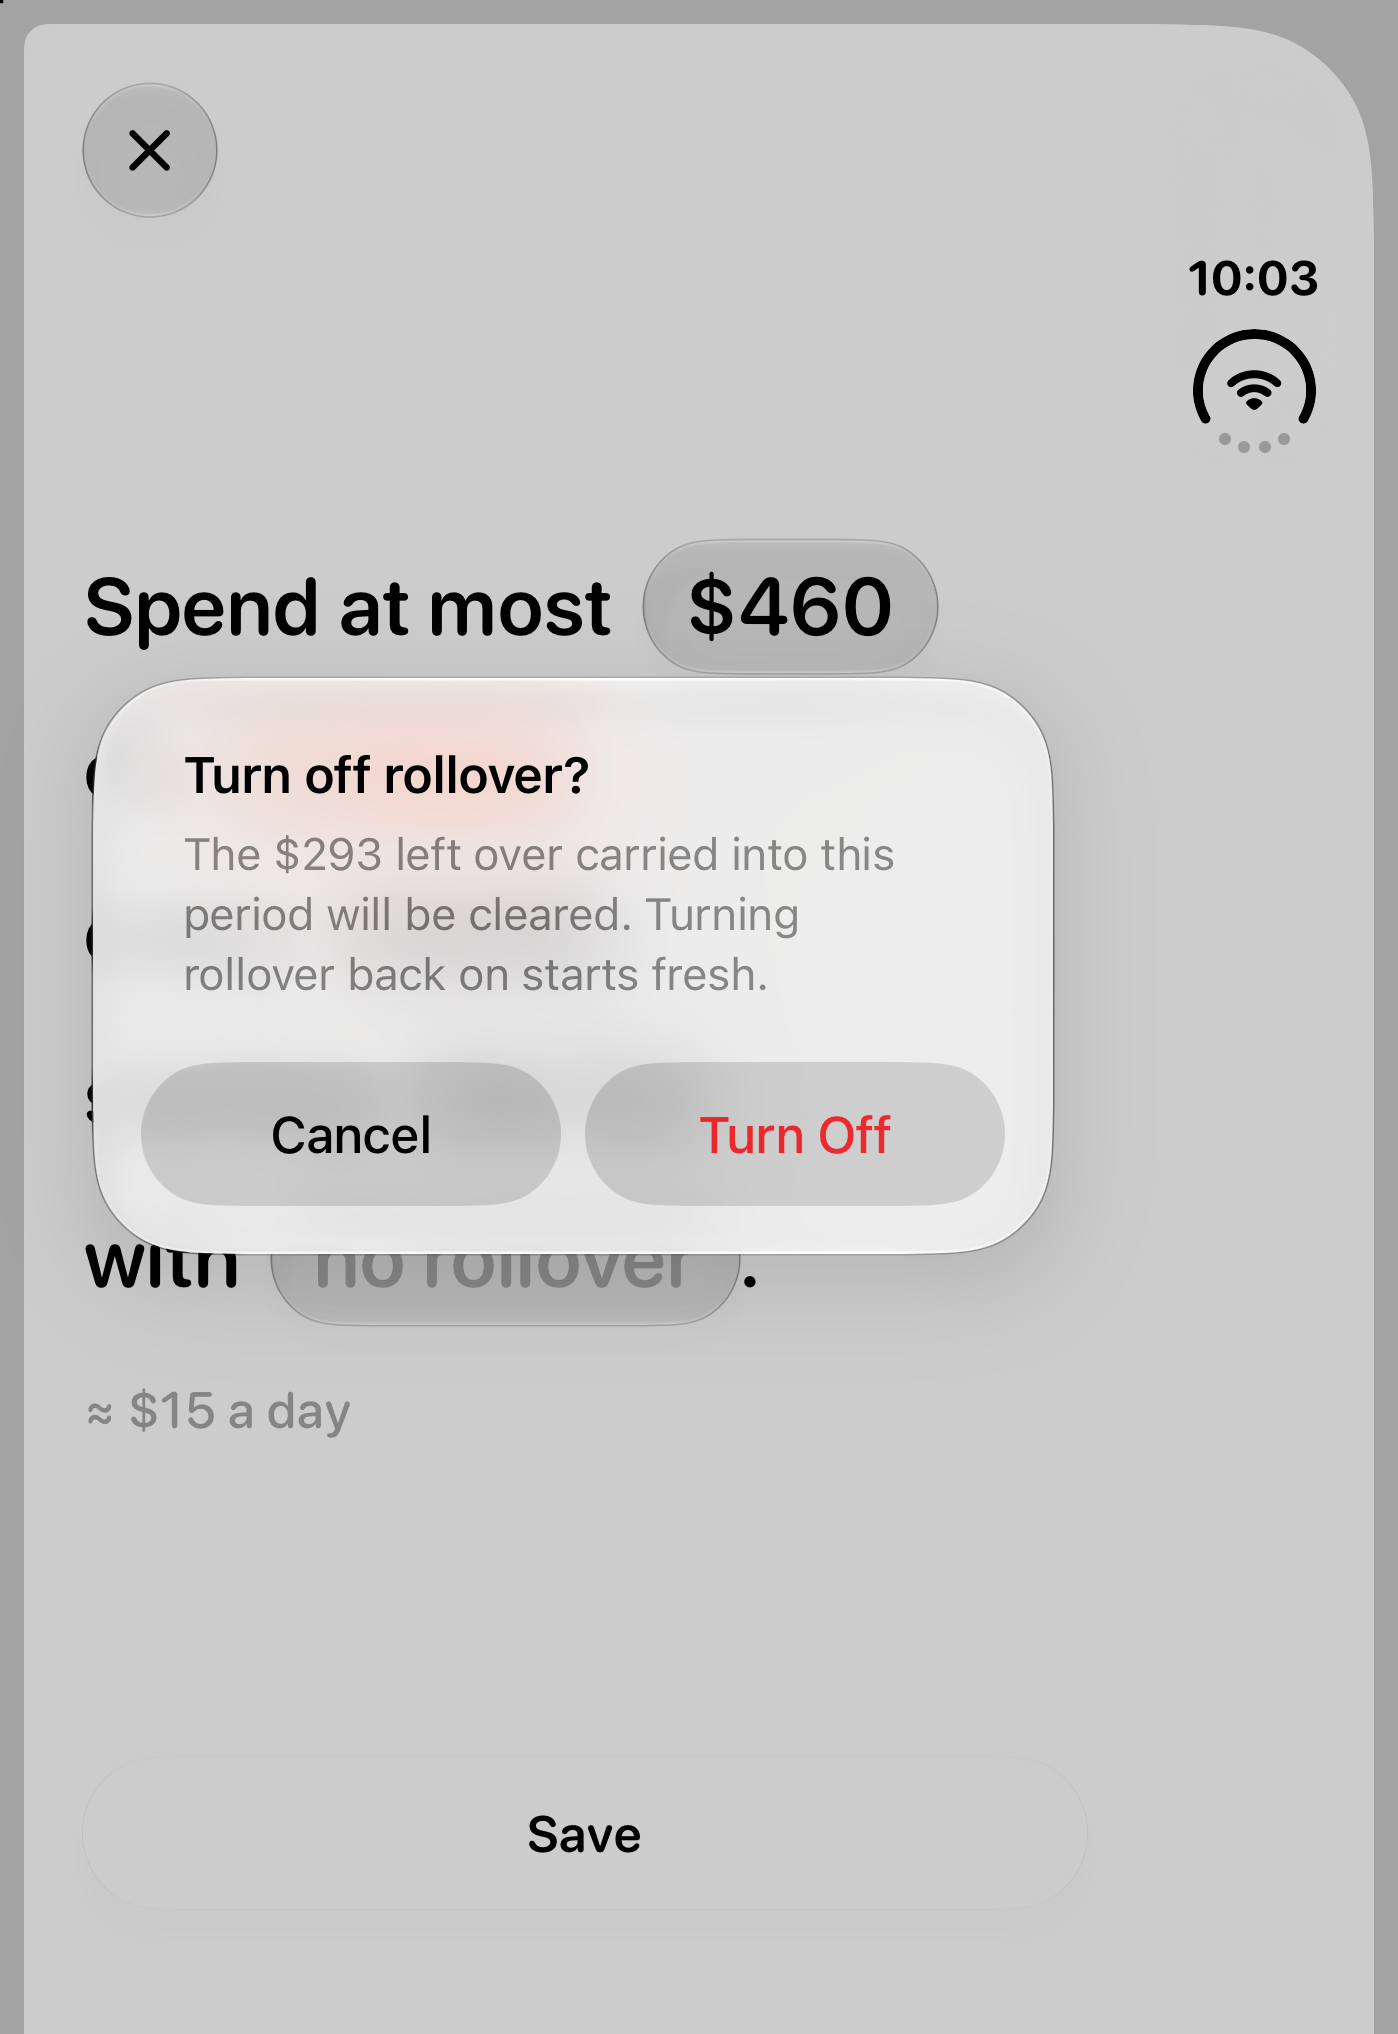 10:03
Spend at most $460
Turn off rollover?
The $293 left over carried into this
period will be cleared. Turning
rollover back on starts fresh.
Cancel Turn Off
with no rollover.
≈ $15 a day
Save